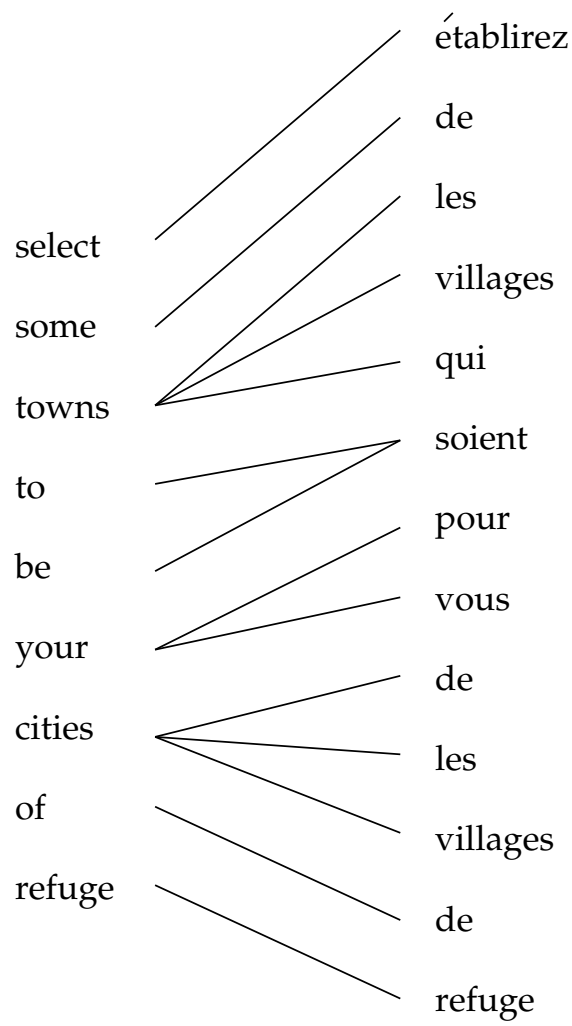 select
some
towns
to
be
your
cities
of
refuge
établirez
de
les
villages
qui
soient
pour
vous
de
les
villages
de
refuge